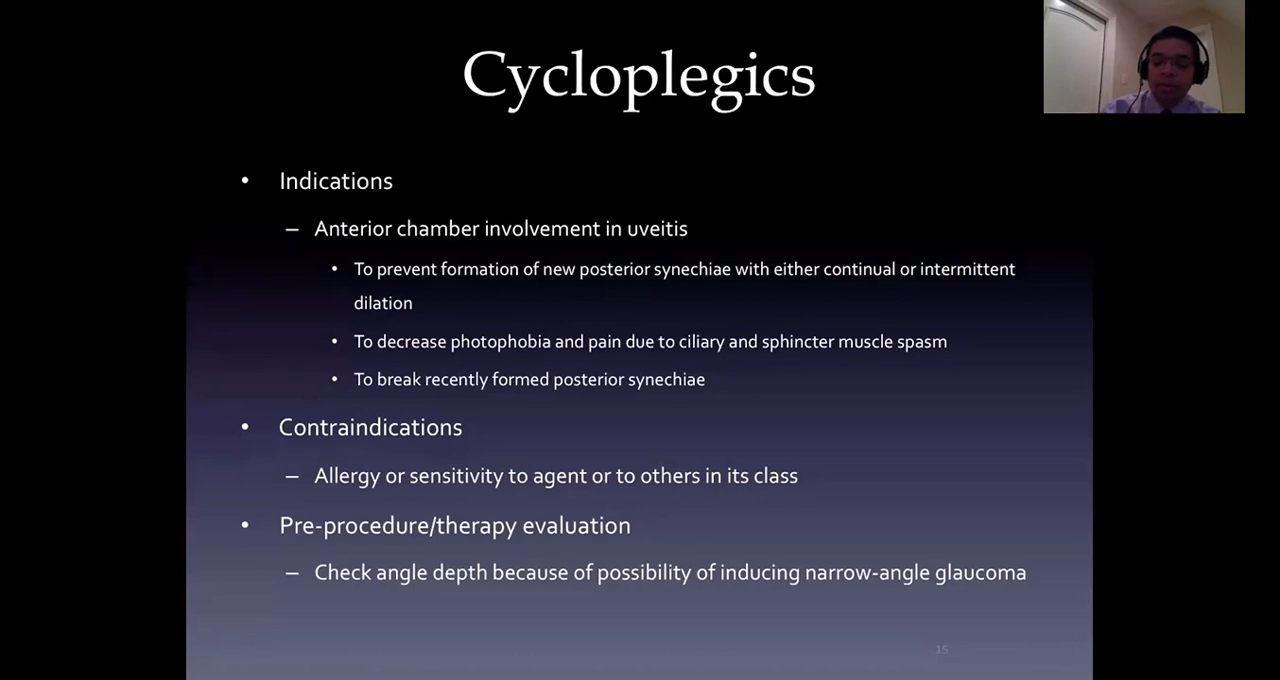 Cycloplegics
• Indications
– Anterior chamber involvement in uveitis
• To prevent formation of new posterior synechiae with either continual or intermittent
dilation
• To decrease photophobia and pain due to ciliary and sphincter muscle spasm
• To break recently formed posterior synechiae
• Contraindications
– Allergy or sensitivity to agent or to others in its class
• Pre-procedure/therapy evaluation
– Check angle depth because of possibility of inducing narrow-angle glaucoma
15